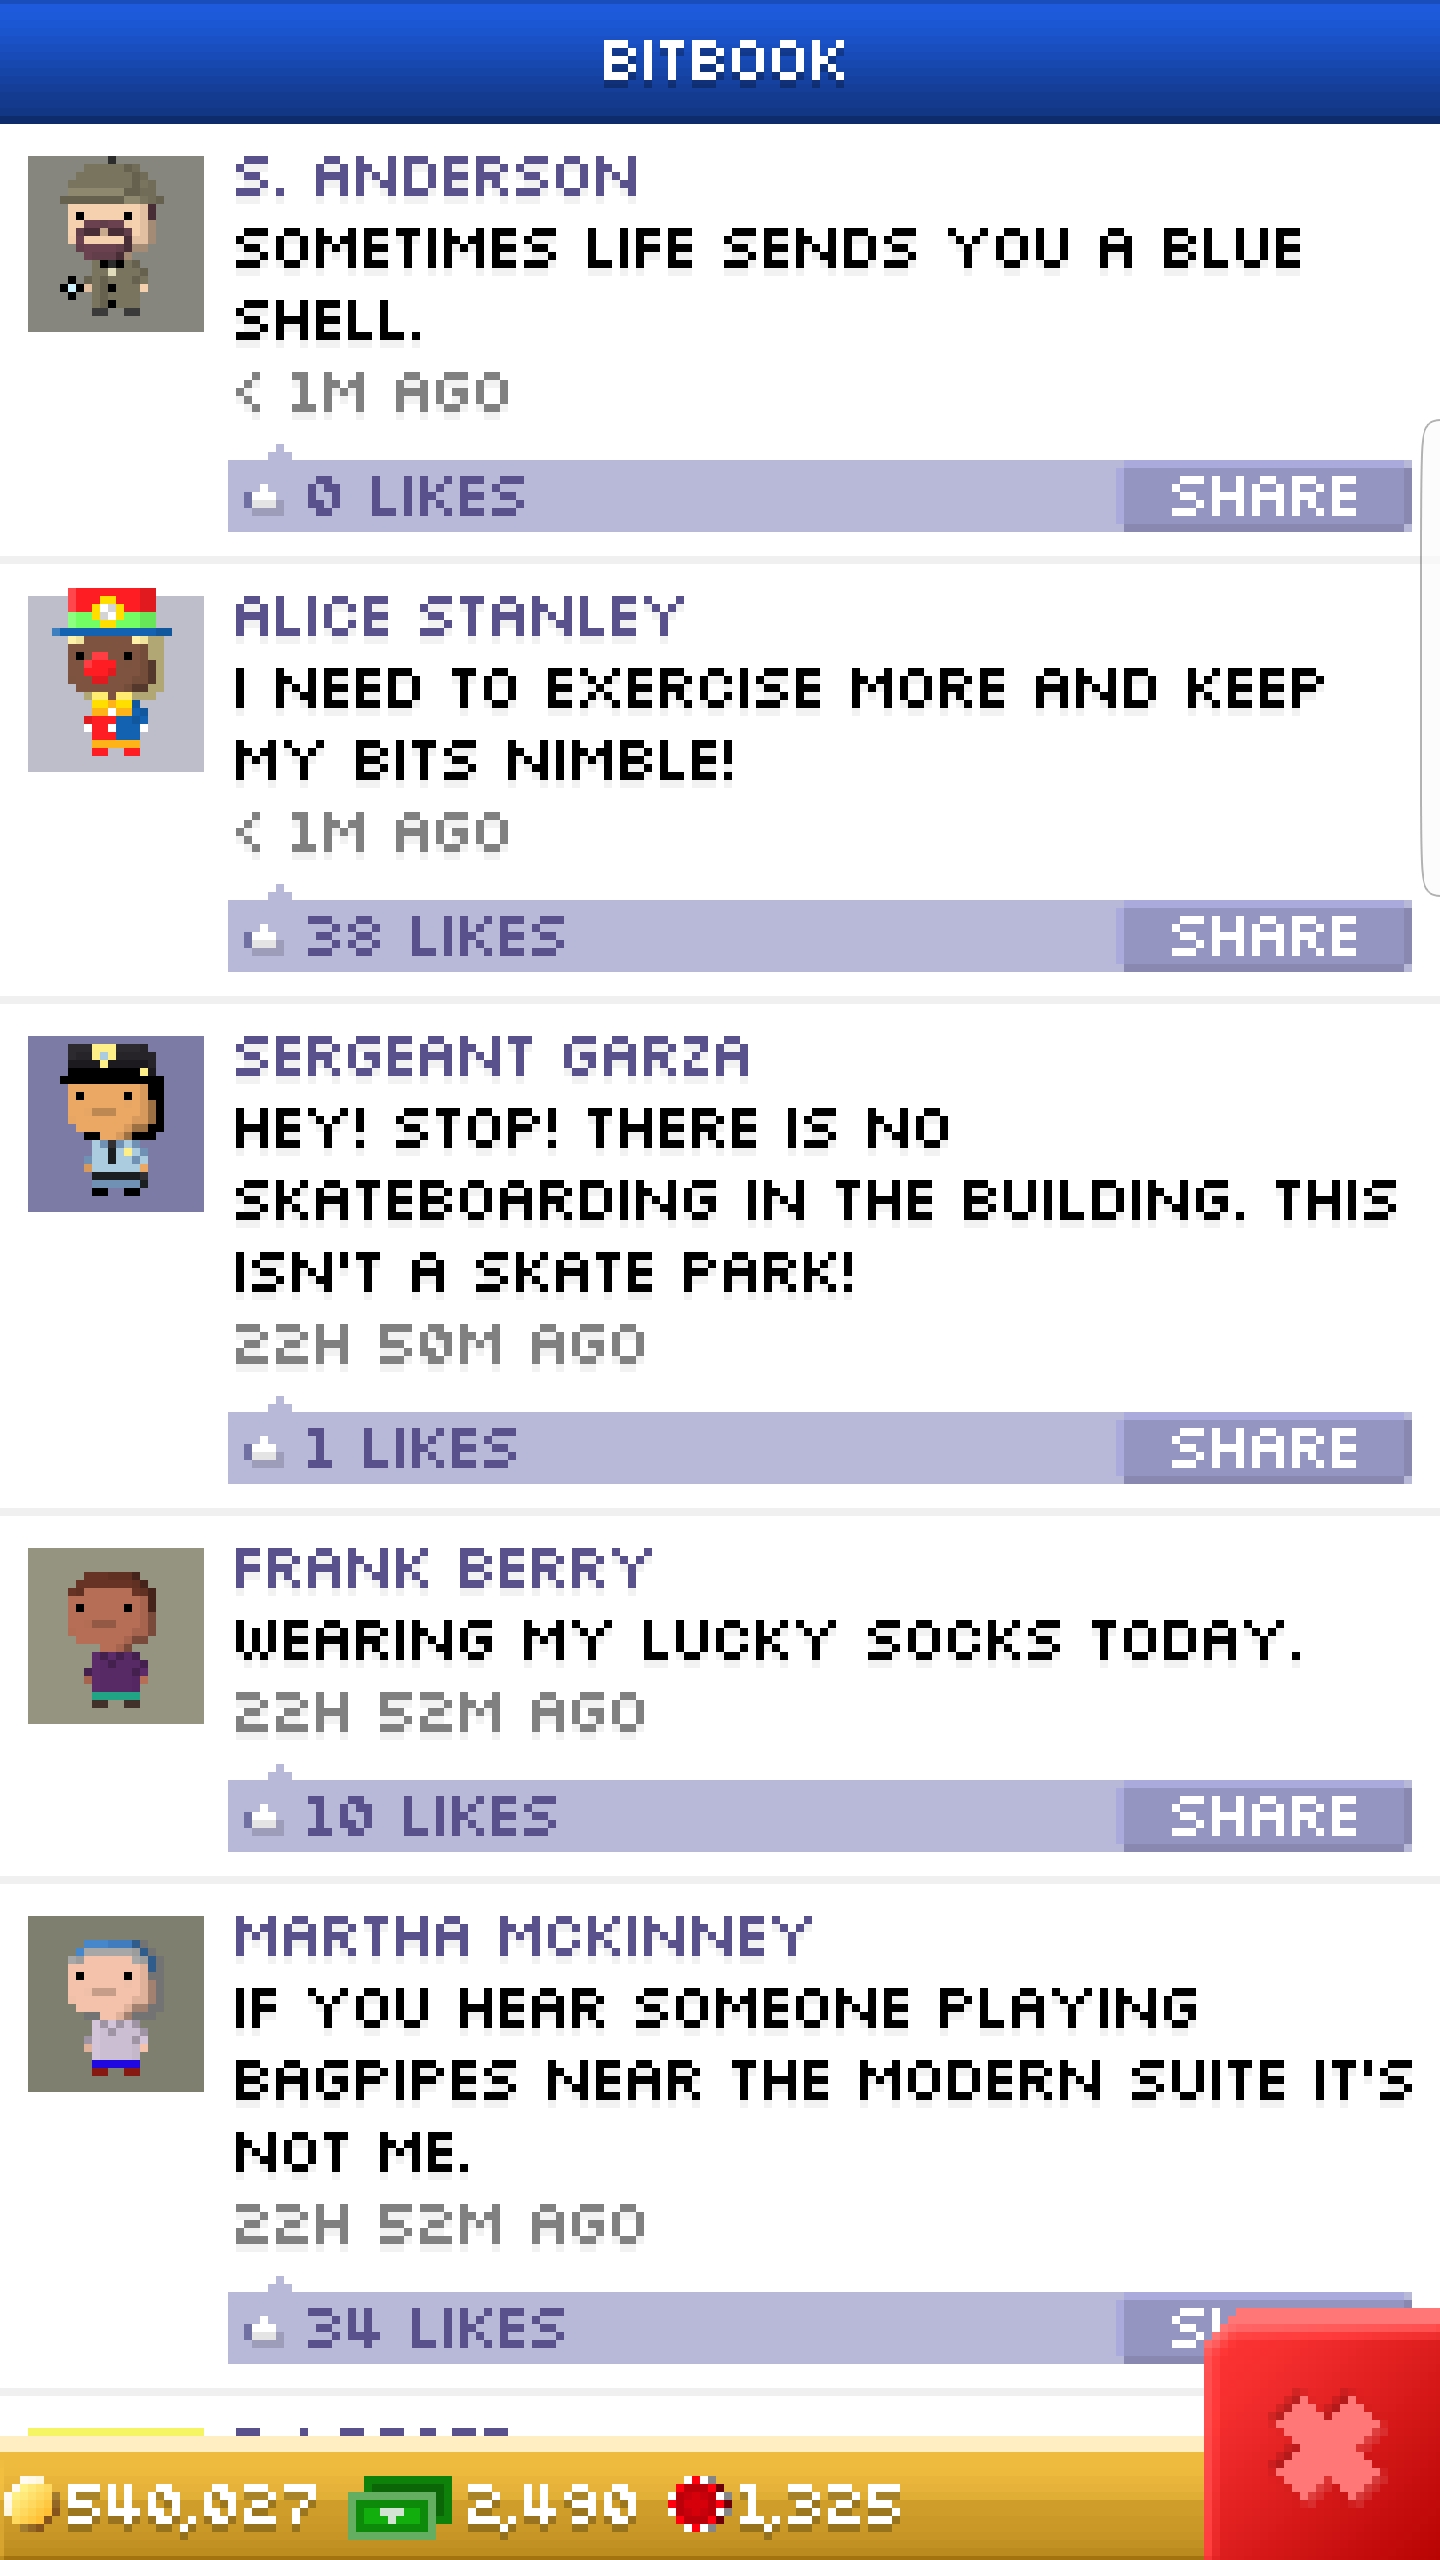 BITBOOK
S. ANDERSON
SOMETIMES LIFE SENDS YOU A BLUE
SHELL.
< 1M AGO
0 LIKES SHARE
ALICE STANLEY
I NEED TO EXERCISE MORE AND KEEP
MY BITS NIMBLE!
< 1M AGO
38 LIKES SHARE
SERGEANT GARZA
HEY! STOP! THERE IS NO
SKATEBOARDING IN THE BUILDING. THIS
ISN'T A SKATE PARK!
22H 50M AGO
1 LIKES SHARE
FRANK BERRY
WEARING MY LUCKY SOCKS TODAY.
22H 52M AGO
10 LIKES SHARE
MARTHA MCKINNEY
IF YOU HEAR SOMEONE PLAYING
BAGPIPES NEAR THE MODERN SUITE IT'S
NOT ME.
22H 52M AGO
34 LIKES
540,027 2,490 1,325